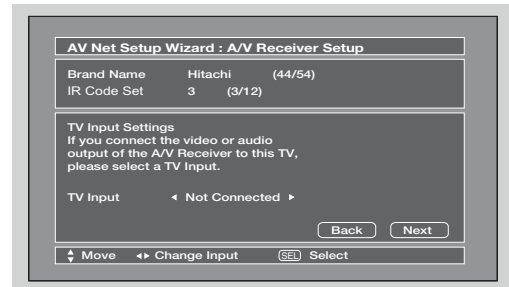 AV Net Setup Wizard : A/V Receiver Setup
Brand Name Hitachi (44/54)
IR Code Set 3 (3/12)
TV Input Settings
If you connect the video or audio
output of the A/V Receiver to this TV,
please select a TV Input.
TV Input Not Connected
Back Next
Move Change Input SEL Select